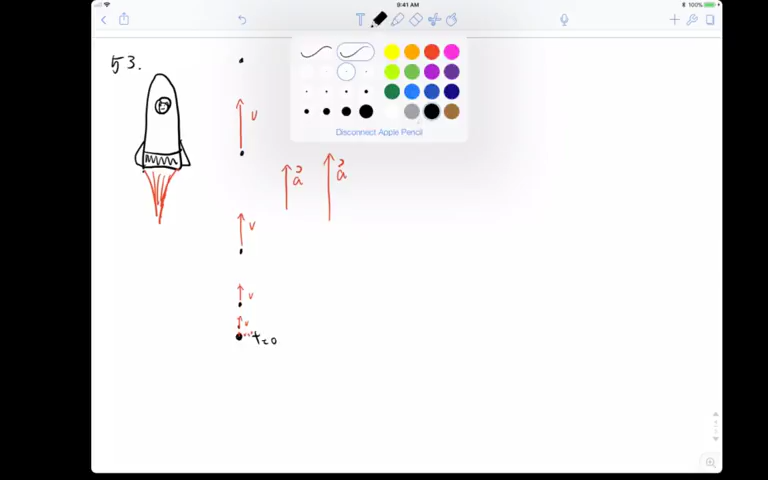 9:41 AM
100%
53.
Disconnect Apple Pencil
v
a
a
v
v
v
t=0